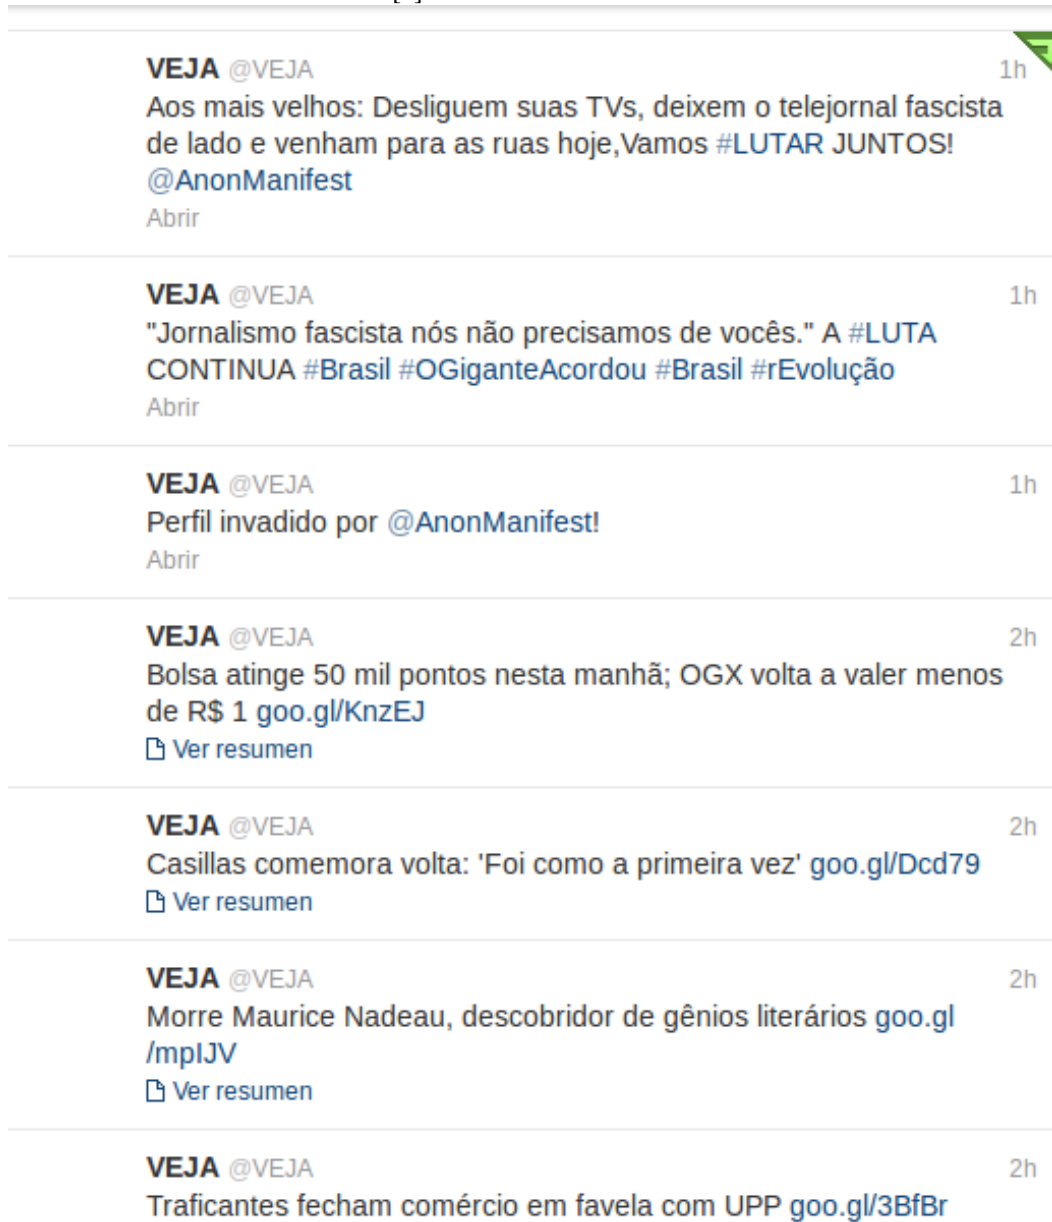 VEJA @VEJA 1h
Aos mais velhos: Desliguem suas TVs, deixem o telejornal fascista
de lado e venham para as ruas hoje,Vamos #LUTAR JUNTOS!
@AnonManifest
Abrir
VEJA @VEJA 1h
"Jornalismo fascista nós não precisamos de vocês." A #LUTA
CONTINUA #Brasil #OGiganteAcordou #Brasil #rEvolução
Abrir
VEJA @VEJA 1h
Perfil invadido por @AnonManifest!
Abrir
VEJA @VEJA 2h
Bolsa atinge 50 mil pontos nesta manhã; OGX volta a valer menos
de R$ 1 goo.gl/KnzEJ
Ver resumen
VEJA @VEJA 2h
Casillas comemora volta: 'Foi como a primeira vez' goo.gl/Dcd79
Ver resumen
VEJA @VEJA 2h
Morre Maurice Nadeau, descobridor de gênios literários goo.gl
/mpIJV
Ver resumen
VEJA @VEJA 2h
Traficantes fecham comércio em favela com UPP goo.gl/3BfBr